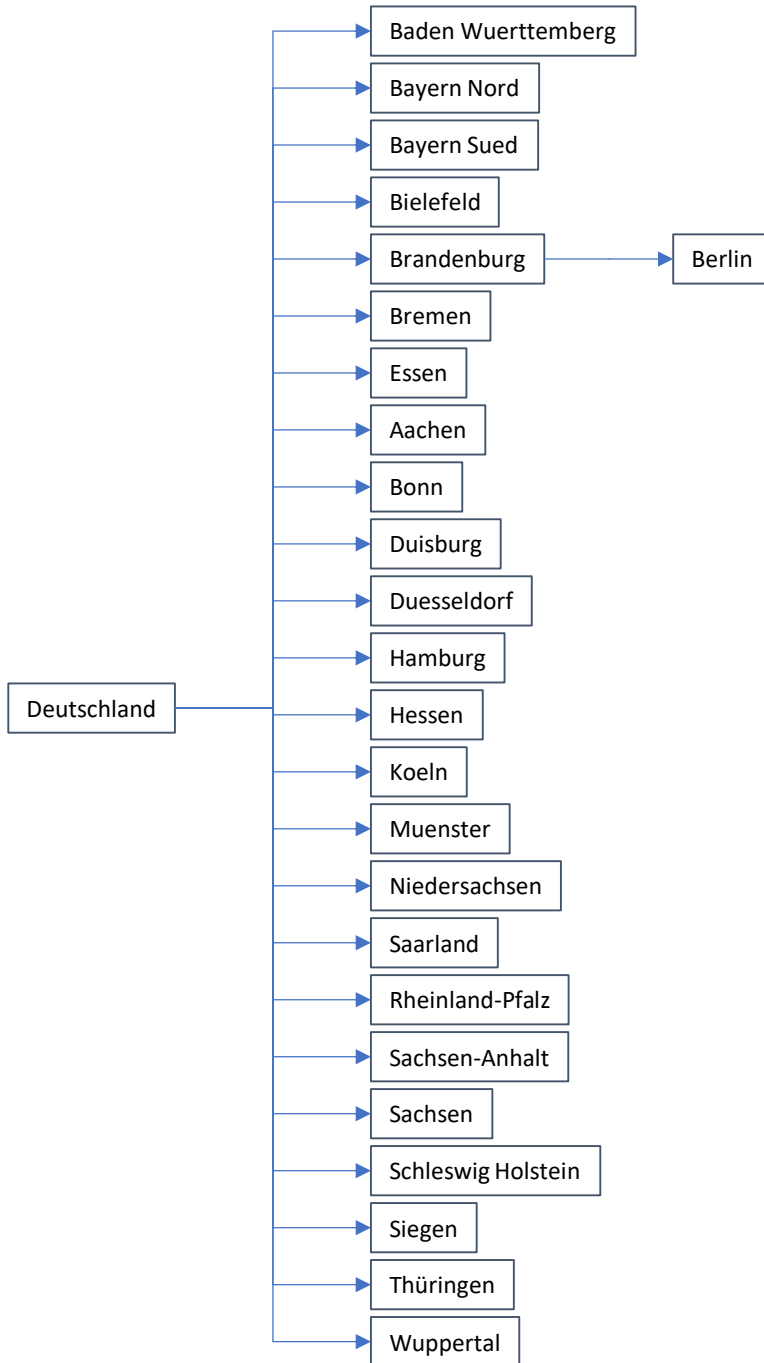 Baden Wuerttemberg
Bayern Nord
Bayern Sued
Bielefeld
Brandenburg
Berlin
Bremen
Essen
Aachen
Bonn
Duisburg
Duesseldorf
Hamburg
Deutschland
Hessen
Koeln
Muenster
Niedersachsen
Saarland
Rheinland-Pfalz
Sachsen-Anhalt
Sachsen
Schleswig Holstein
Siegen
Thüringen
Wuppertal